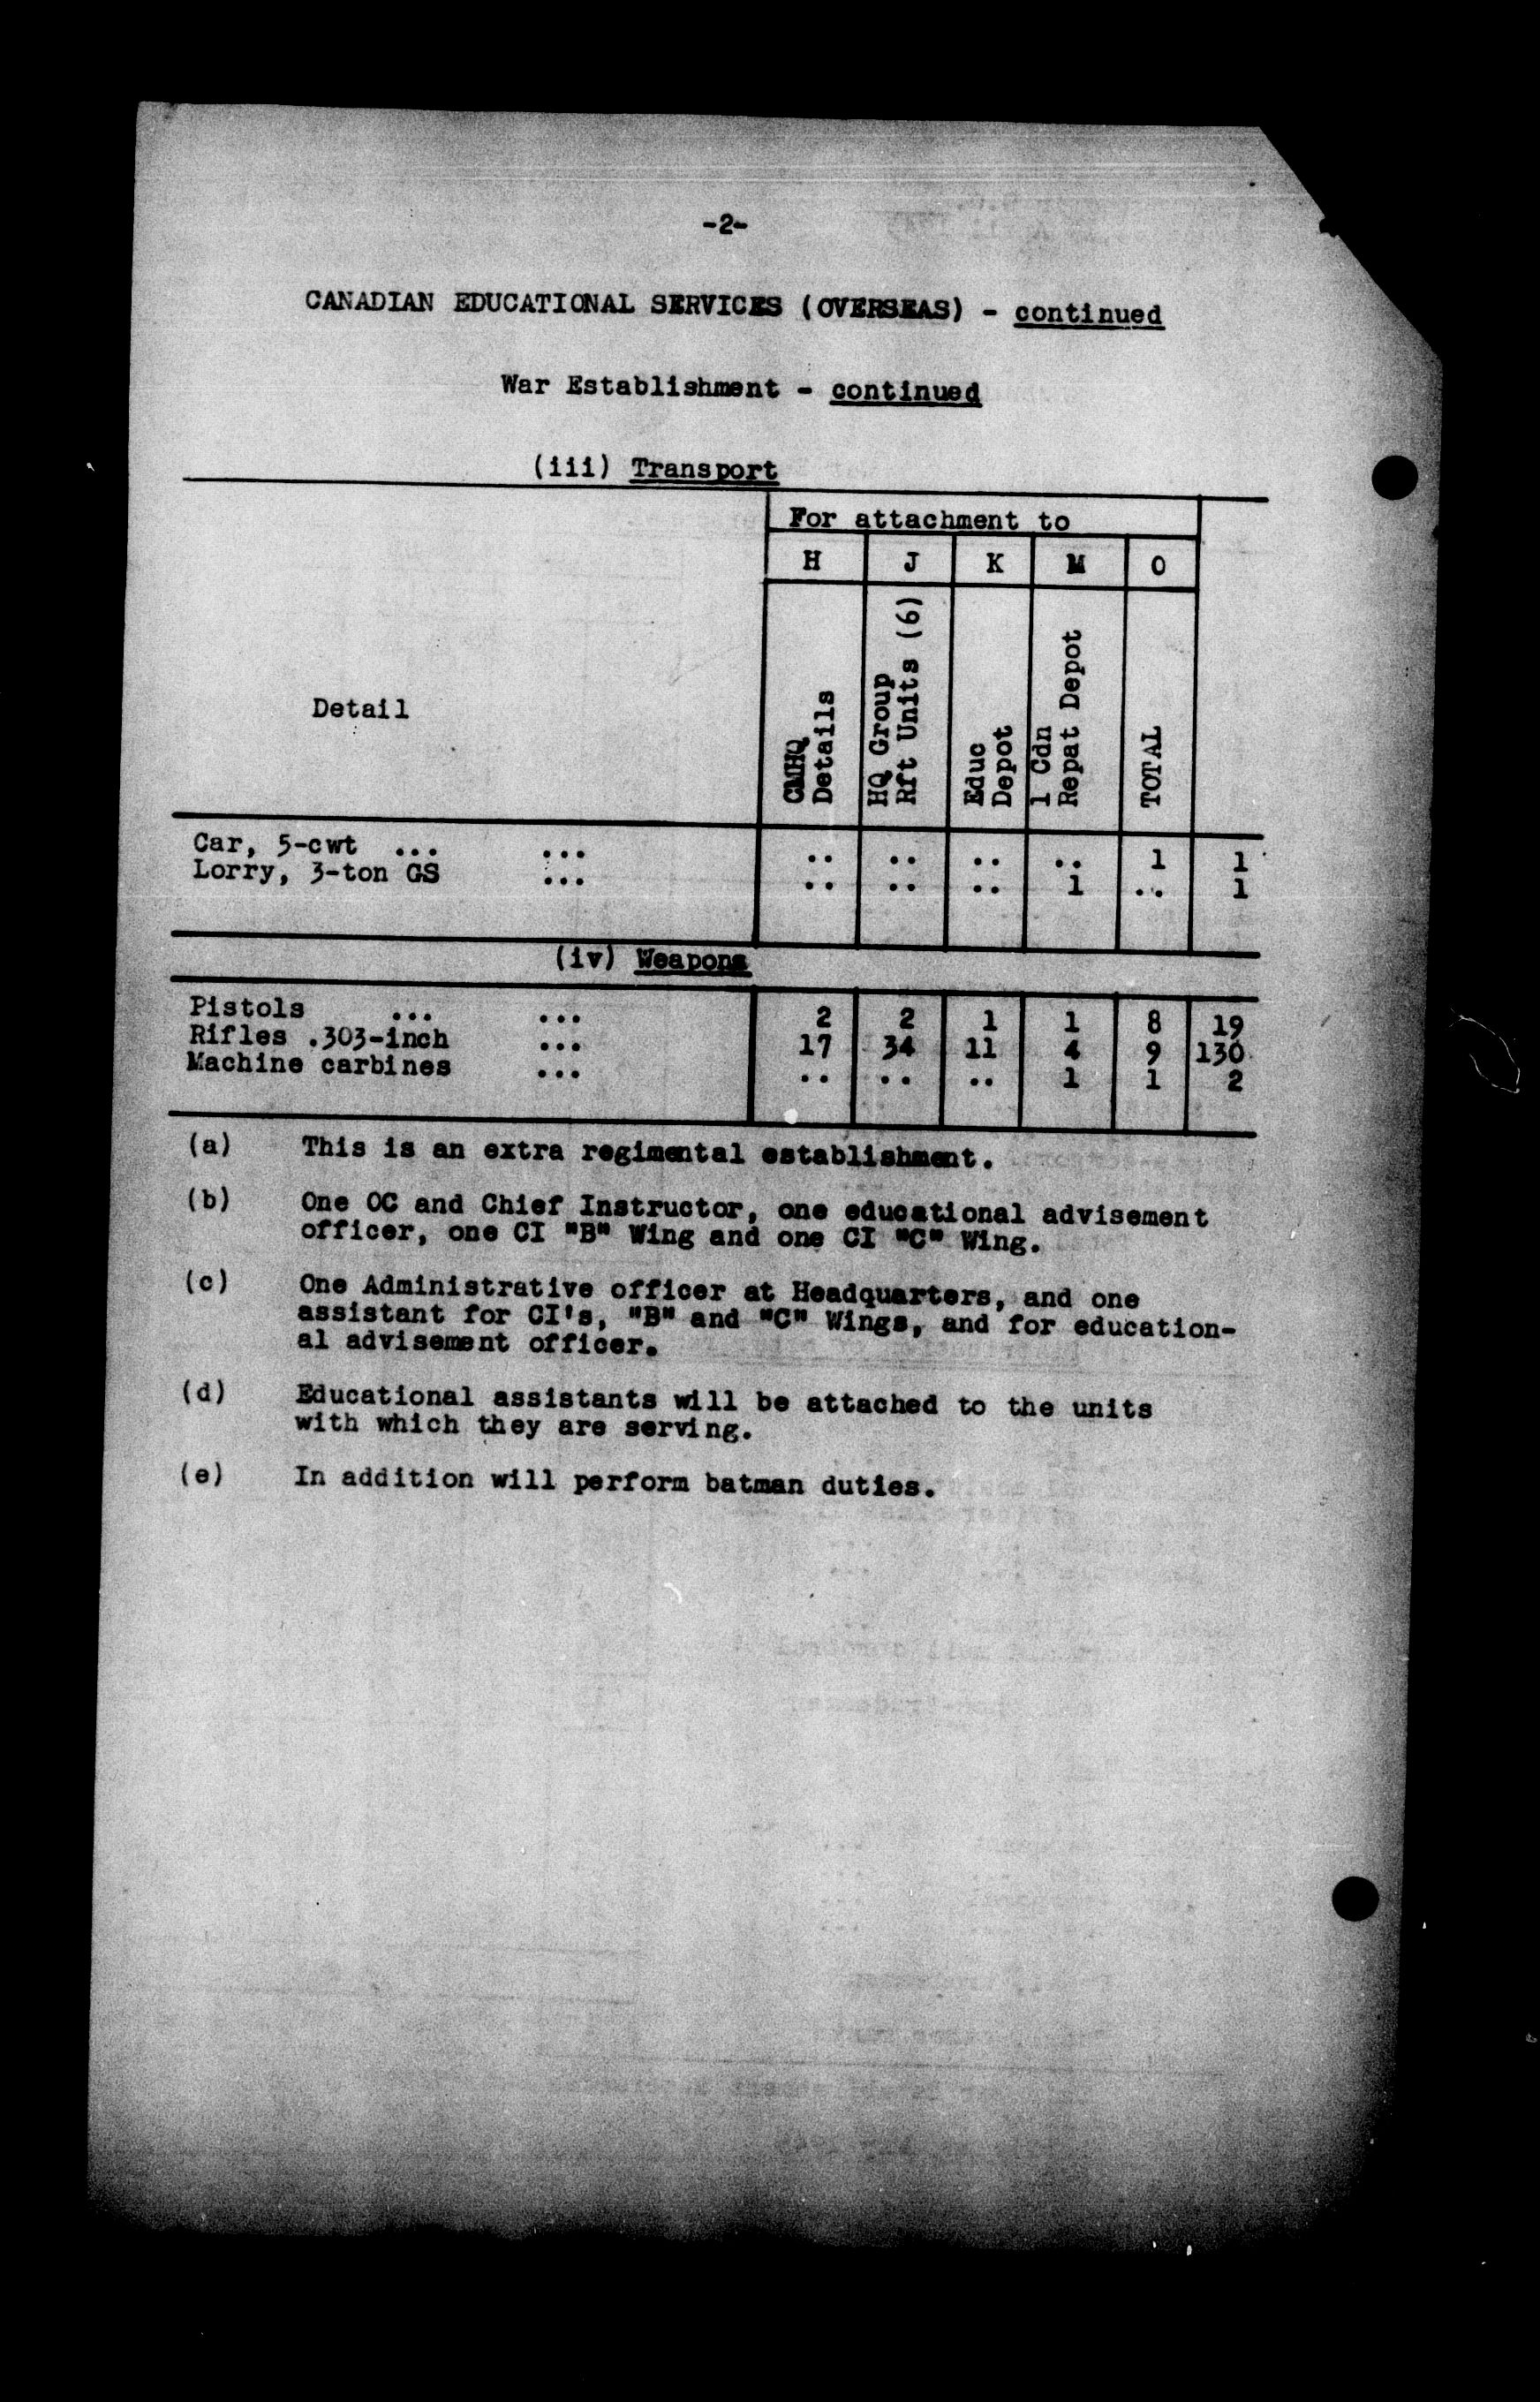 -2-
CANADIAN EDUCATIONAL SERVICES (OVERSEAS) - continued
War Establishment - continued
(iii) Transport
For attachment to
H J K M O
Detail
CMHQ Details
HQ Group Rft Units (6)
Educ Depot
1 Cdn Repat Depot
TOTAL
Car, 5-cwt ... ... .. .. .. .. 1 1
Lorry, 3-ton GS ... .. .. .. 1 .. 1
(iv) Weapons
Pistols ... ... 2 2 1 1 8 19
Rifles .303-inch ... 17 34 11 4 9 130
Machine carbines ... .. .. .. 1 1 2
(a) This is an extra regimental establishment.
(b) One OC and Chief Instructor, one educational advisement
officer, one CI "B" Wing and one CI "C" Wing.
(c) One Administrative officer at Headquarters, and one
assistant for CI's, "B" and "C" Wings, and for education-
al advisement officer.
(d) Educational assistants will be attached to the units
with which they are serving.
(e) In addition will perform batman duties.